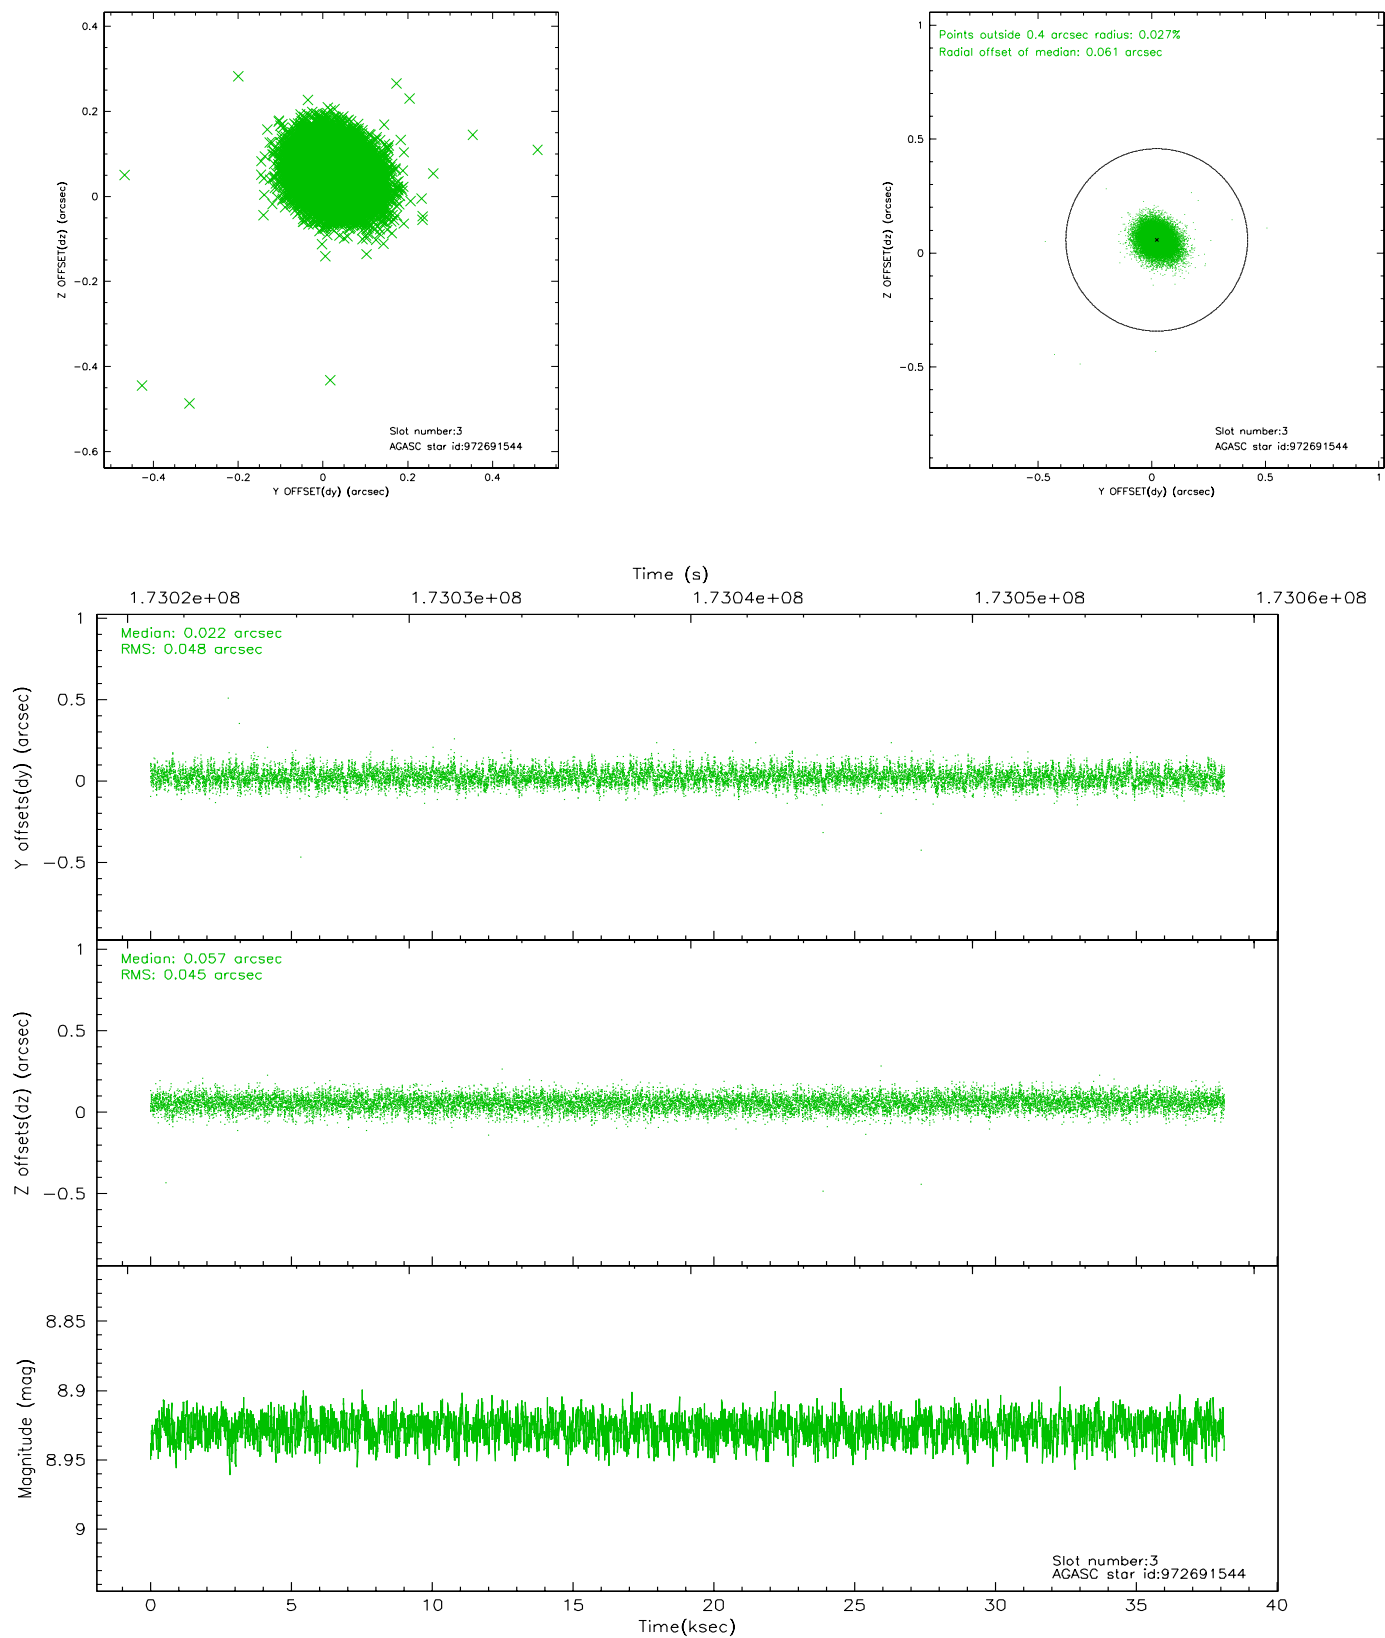 0.4
0.2
0
−0.2
−0.4
−0.6
Z OFFSET(dz) (arcsec)
Slot number:3
AGASC star id:972691544
−0.4 −0.2 0 0.2 0.4
Y OFFSET(dy) (arcsec)
Points outside 0.4 arcsec radius: 0.027%
Radial offset of median: 0.061 arcsec
1
0.5
0
−0.5
Z OFFSET(dz) (arcsec)
Slot number:3
AGASC star id:972691544
−0.5 0 0.5 1
Y OFFSET(dy) (arcsec)
Time (s)
1.7302e+08 1.7303e+08 1.7304e+08 1.7305e+08 1.7306e+08
Median: 0.022 arcsec
RMS: 0.048 arcsec
1
0.5
0
−0.5
Y offsets(dy) (arcsec)
Median: 0.057 arcsec
RMS: 0.045 arcsec
1
0.5
0
−0.5
Z offsets(dz) (arcsec)
8.85
8.9
8.95
9
Magnitude (mag)
Slot number:3
AGASC star id:972691544
0 5 10 15 20 25 30 35 40
Time(ksec)